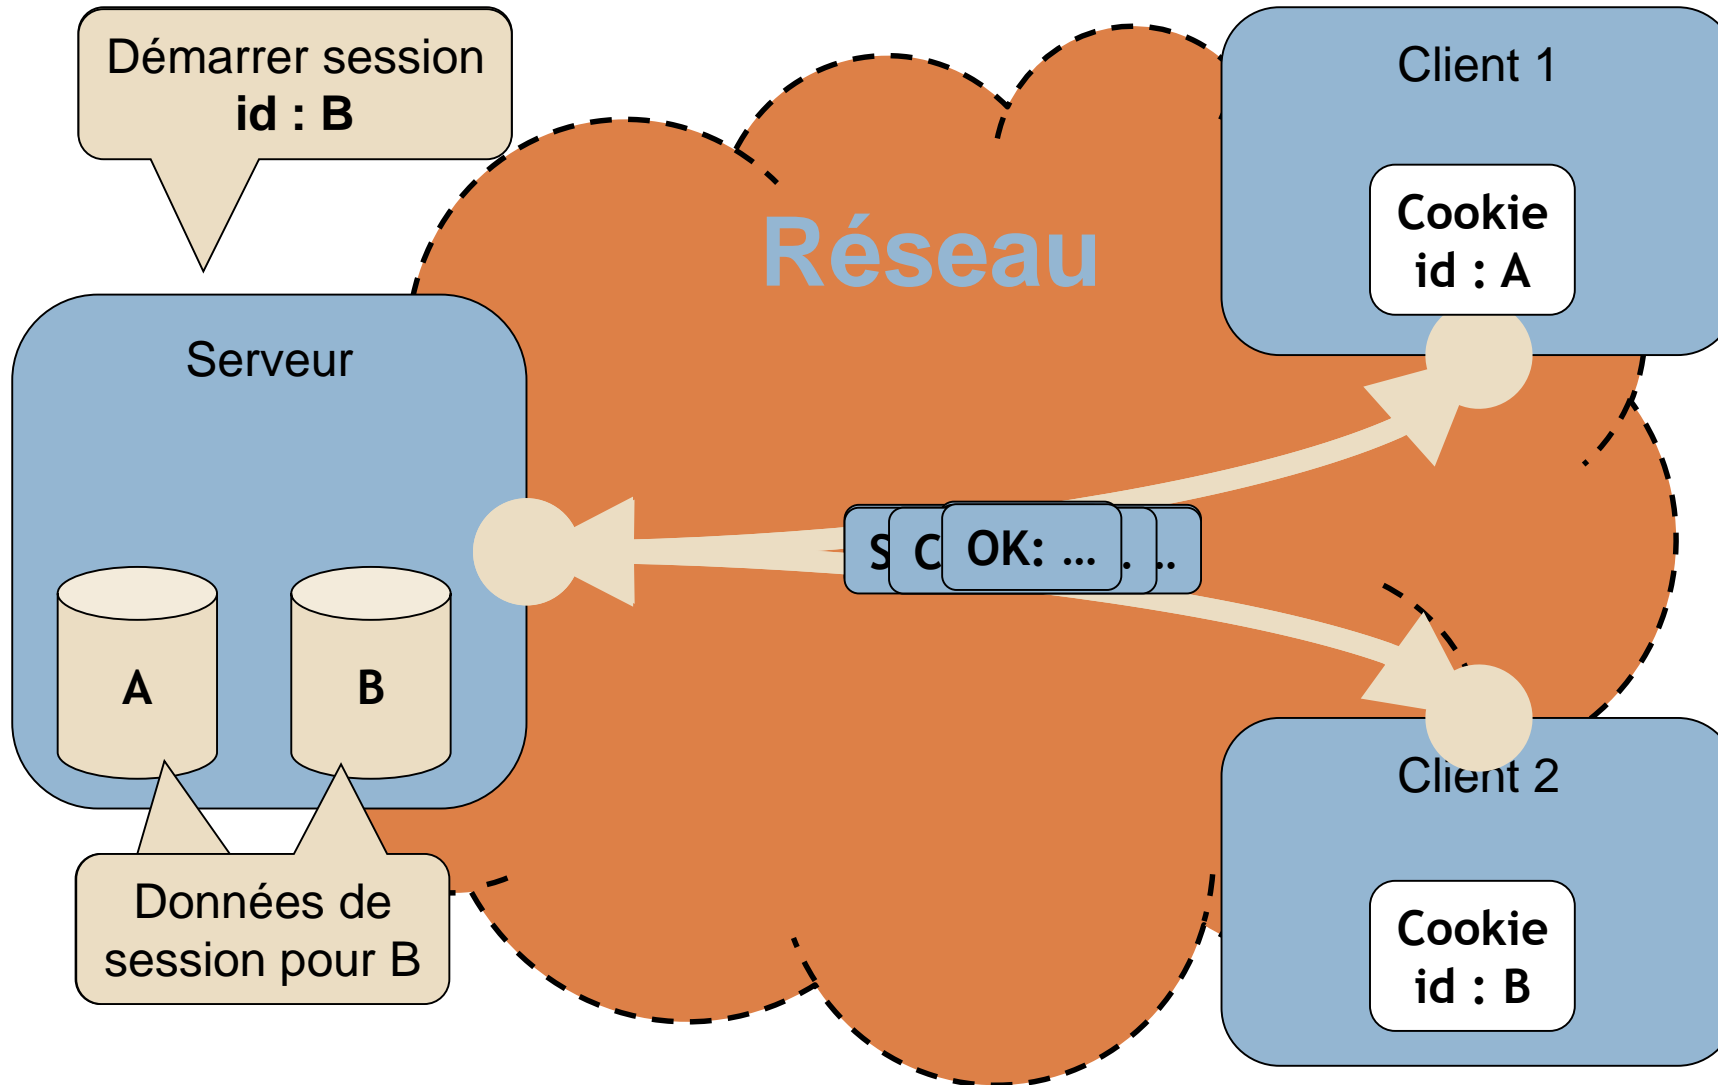 Démarrer session
id : B
Client 1
Cookie
id : A
Réseau
Serveur
S
C
OK: ...
.
..
A
B
Données de
session pour B
Client 2
Cookie
id : B